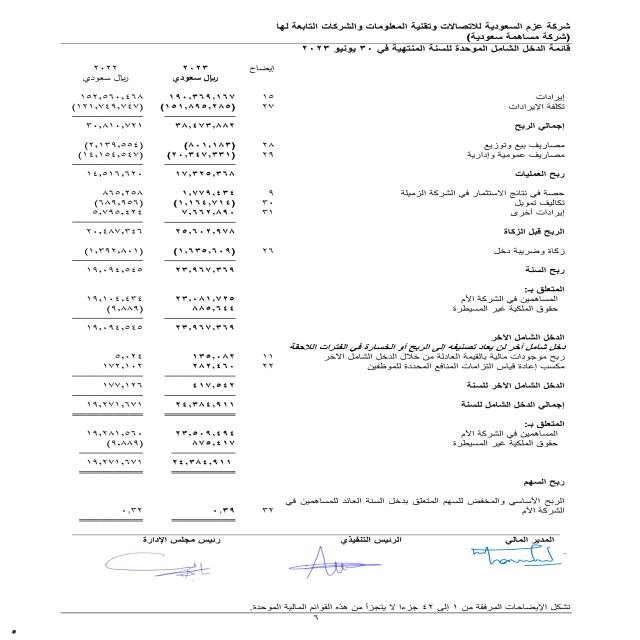 شركة عزم السعودية للاتصالات وتقنية المعلومات والشركات التابعة لها
(شركة مساهمة سعودية)
قائمة الدخل الشامل الموحدة للسنة المنتهية في ٣٠ يونيو ٢٠٢٣
إيضاح ٢٠٢٣ ٢٠٢٢
ريال سعودي ريال سعودي
إيرادات ١٥ ١٩٠,٣٦٩,١٦٧ ١٥٢,٥٦٠,٤٦٨
تكلفة الإيرادات ٢٧ (١٥١,٨٩٥,٢٨٥) (١٢١,٧٤٩,٧٤٧)
إجمالي الربح ٣٨,٤٧٣,٨٨٢ ٣٠,٨١٠,٧٢١
مصاريف بيع وتوزيع ٢٨ (٨٠١,١٨٣) (٢,١٣٩,٥٥٤)
مصاريف عمومية وإدارية ٢٩ (٢٠,٣٤٧,٣٣١) (١٤,١٥٤,٥٤٧)
ربح العمليات ١٧,٣٢٥,٣٦٨ ١٤,٥١٦,٦٢٠
حصة في نتائج الاستثمار في الشركة الزميلة ٩ ١,٧٧٩,٤٣٤ ٨٦٥,٢٥٨
تكاليف تمويل ٣٠ (١,١٦٤,٧١٤) (٦٨٩,٩٥٦)
إيرادات أخرى ٣١ ٧,٦٦٢,٨٩٠ ٥,٧٩٥,٤٢٤
الربح قبل الزكاة ٢٥,٦٠٢,٩٧٨ ٢٠,٤٨٧,٣٤٦
زكاة وضريبة دخل ٢٦ (١,٦٣٥,٦٠٩) (١,٣٩٢,٨٠١)
ربح السنة ٢٣,٩٦٧,٣٦٩ ١٩,٠٩٤,٥٤٥
المتعلق بـ:
المساهمين في الشركة الأم ٢٣,٠٨١,٧٢٥ ١٩,١٠٤,٤٣٤
حقوق الملكية غير المسيطرة ٨٨٥,٦٤٤ (٩,٨٨٩)
٢٣,٩٦٧,٣٦٩ ١٩,٠٩٤,٥٤٥
الدخل الشامل الآخر
دخل شامل آخر لن يعاد تصنيفه إلى الربح أو الخسارة في الفترات اللاحقة
ربح موجودات مالية بالقيمة العادلة من خلال الدخل الشامل الآخر ١١ ١٣٥,٠٨٢ ٥,٠٢٤
مكسب إعادة قياس التزامات المنافع المحددة للموظفين ٢٢ ٢٨٢,٤٦٠ ١٧٢,١٠٢
الدخل الشامل الآخر للسنة ٤١٧,٥٤٢ ١٧٧,١٢٦
إجمالي الدخل الشامل للسنة ٢٤,٣٨٤,٩١١ ١٩,٢٧١,٦٧١
المتعلق بـ:
المساهمين في الشركة الأم ٢٣,٥٠٩,٤٩٤ ١٩,٢٨١,٥٦٠
حقوق الملكية غير المسيطرة ٨٧٥,٤١٧ (٩,٨٨٩)
٢٤,٣٨٤,٩١١ ١٩,٢٧١,٦٧١
ربح السهم
الربح الأساسي والمخفض للسهم المتعلق بدخل السنة العائد للمساهمين في
الشركة الأم ٣٢ ٠,٣٩ ٠,٣٢
المدير المالي الرئيس التنفيذي رئيس مجلس الإدارة
تشكل الإيضاحات المرفقة من ١ إلى ٤٢ جزءا لا يتجزأ من هذه القوائم المالية الموحدة.
٦